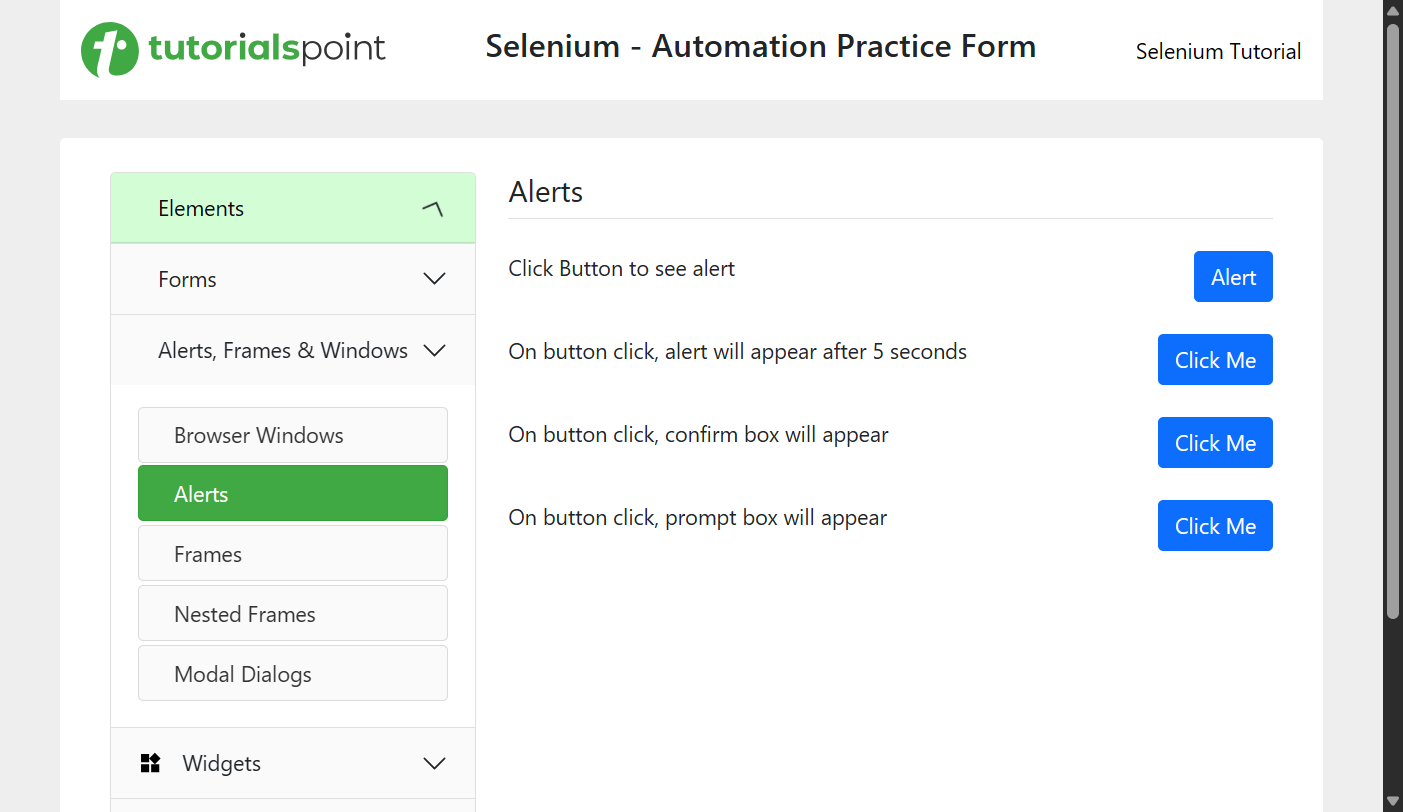 tutorialspoint
Selenium - Automation Practice Form
Selenium Tutorial
Elements
Forms
Alerts, Frames & Windows
Browser Windows
Alerts
Frames
Nested Frames
Modal Dialogs
Widgets
Alerts
Click Button to see alert
Alert
On button click, alert will appear after 5 seconds
Click Me
On button click, confirm box will appear
Click Me
On button click, prompt box will appear
Click Me